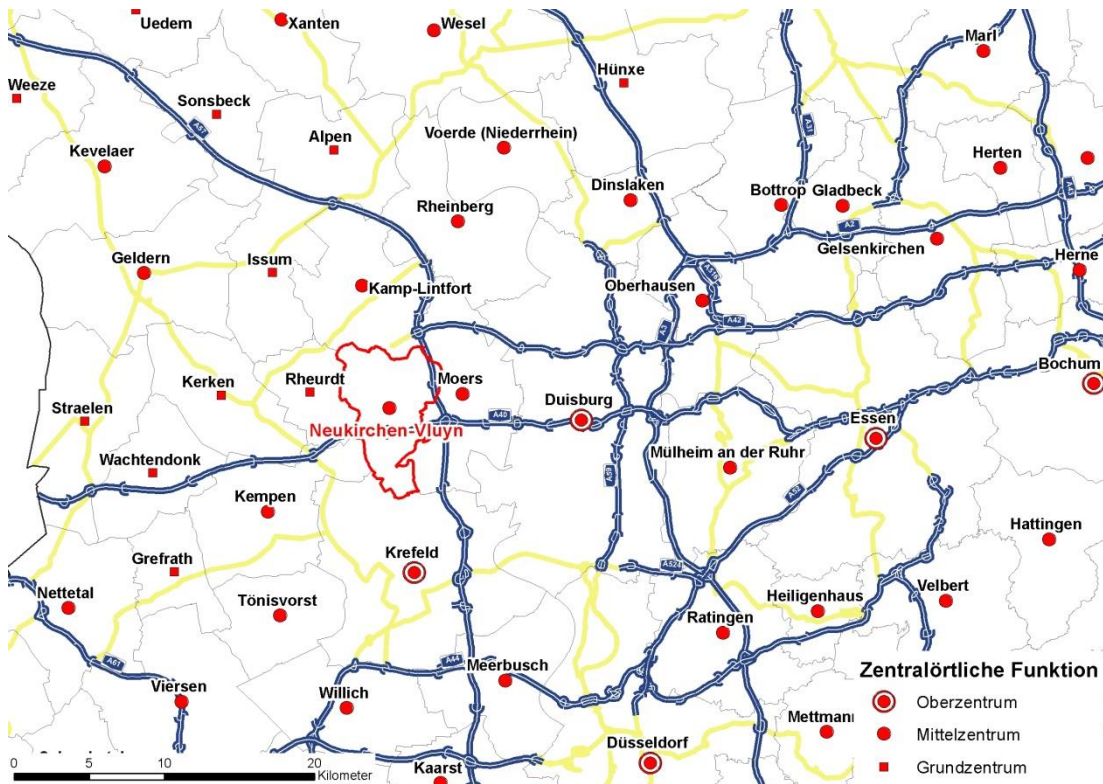 Uedem
Xanten
Wesel
Marl
Weeze
Sonsbeck
Hünxe
A57
A31
Alpen
Voerde (Niederrhein)
Kevelaer
Herten
Dinslaken
Bottrop
Gladbeck
A43
Rheinberg
A2
Gelsenkirchen
Geldern
Issum
Herne
A516
Kamp-Lintfort
Oberhausen
A42
A3
Bochum
Kerken
Rheurdt
Moers
Duisburg
Straelen
A40
Essen
Neukirchen-Vluyn
Wachtendonk
Mülheim an der Ruhr
A59
A52
Kempen
Hattingen
Grefrath
Krefeld
A524
Nettetal
Tönisvorst
Heiligenhaus
Velbert
Ratingen
A61
A44
Meerbusch
Viersen
Willich
Mettmann
Düsseldorf
Kaarst
Zentralörtliche Funktion
Oberzentrum
Mittelzentrum
Grundzentrum
0 5 10 20
Kilometer